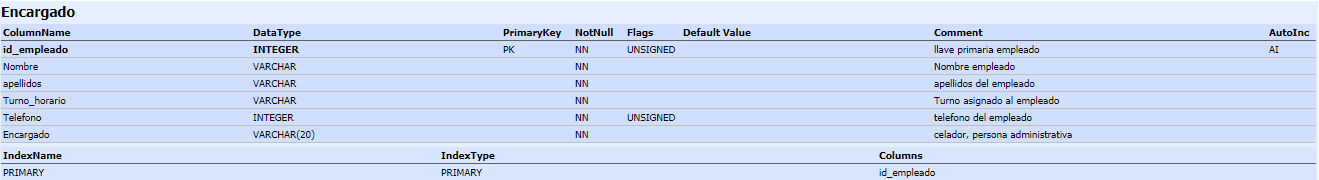 Encargado
ColumnName DataType PrimaryKey NotNull Flags Default Value Comment AutoInc
id_empleado INTEGER PK NN UNSIGNED llave primaria empleado AI
Nombre VARCHAR NN Nombre empleado
apellidos VARCHAR NN apellidos del empleado
Turno_horario VARCHAR NN Turno asignado al empleado
Telefono INTEGER NN UNSIGNED telefono del empleado
Encargado VARCHAR(20) NN celador, persona administrativa
IndexName IndexType Columns
PRIMARY PRIMARY id_empleado